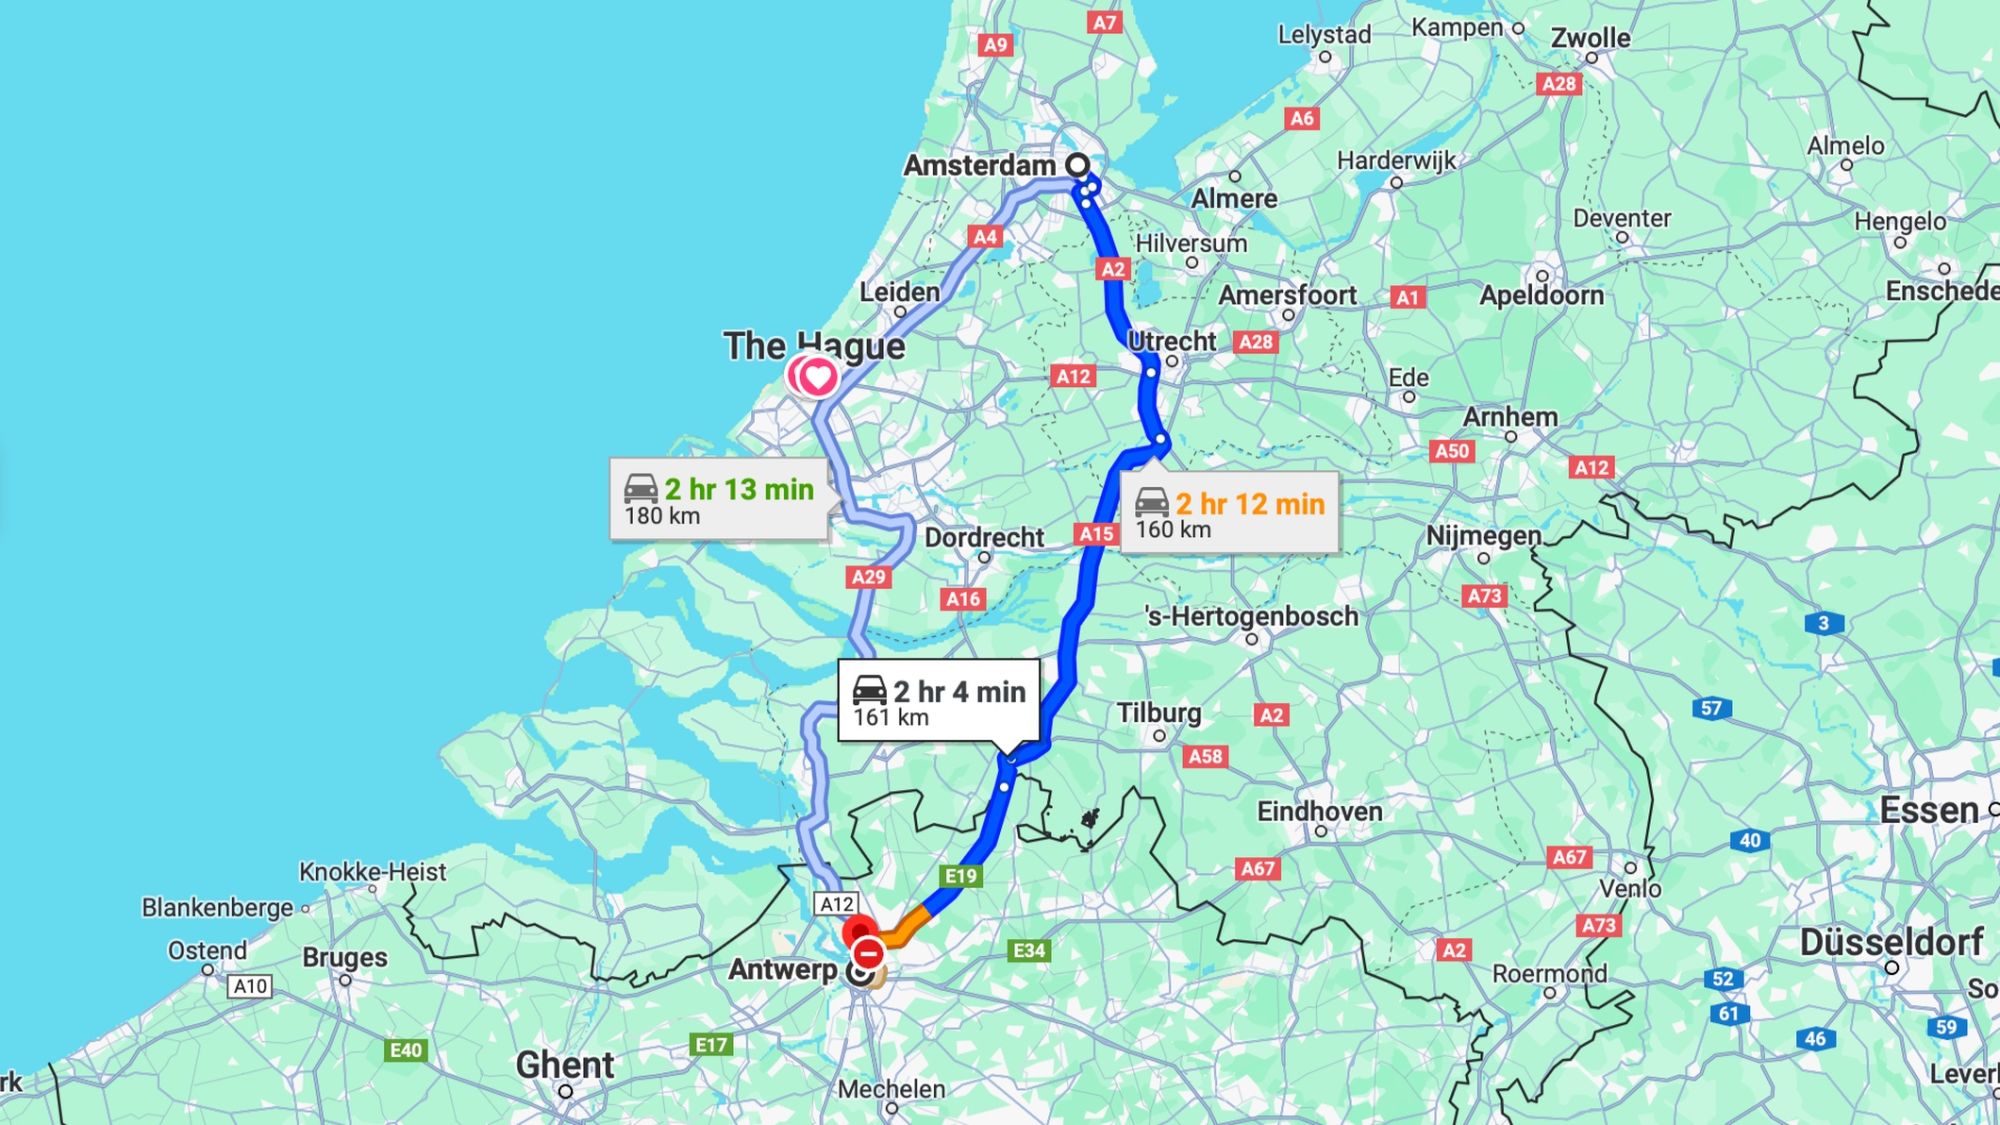 A7
A9
Lelystad
Kampen
Zwolle
A28
A6
Amsterdam
Harderwijk
Almelo
Almere
Deventer
Hengelo
A4
Hilversum
A2
Leiden
Amersfoort
A1
Apeldoorn
Enschede
The Hague
Utrecht
A28
A12
Ede
Arnhem
A50
A12
2 hr 13 min
180 km
2 hr 12 min
160 km
Dordrecht
A15
Nijmegen
A29
A16
A73
's-Hertogenbosch
3
2 hr 4 min
161 km
Tilburg
A2
57
A58
Eindhoven
Essen
40
A67
A67
Knokke-Heist
E19
Venlo
Blankenberge
A12
A73
Ostend
Bruges
E34
A2
Düsseldorf
Antwerp
Roermond
52
A10
So
61
59
46
E40
E17
Ghent
Leverl
rk
Mechelen